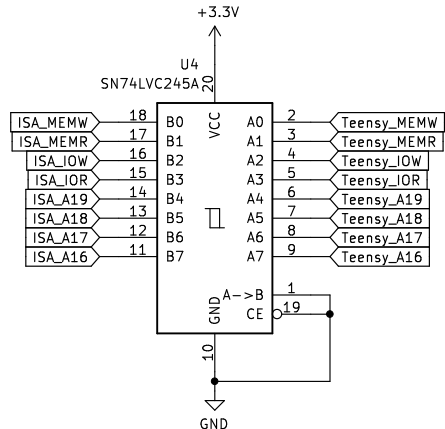 +3.3V
U4
SN74LVC245A
20
VCC
ISA_MEMW 18 B0 A0 2 Teensy_MEMW
ISA_MEMR 17 B1 A1 3 Teensy_MEMR
ISA_IOW 16 B2 A2 4 Teensy_IOW
ISA_IOR 15 B3 A3 5 Teensy_IOR
ISA_A19 14 B4 A4 6 Teensy_A19
ISA_A18 13 B5 A5 7 Teensy_A18
ISA_A17 12 B6 A6 8 Teensy_A17
ISA_A16 11 B7 A7 9 Teensy_A16
A->B 1
GND CE 19
10
GND